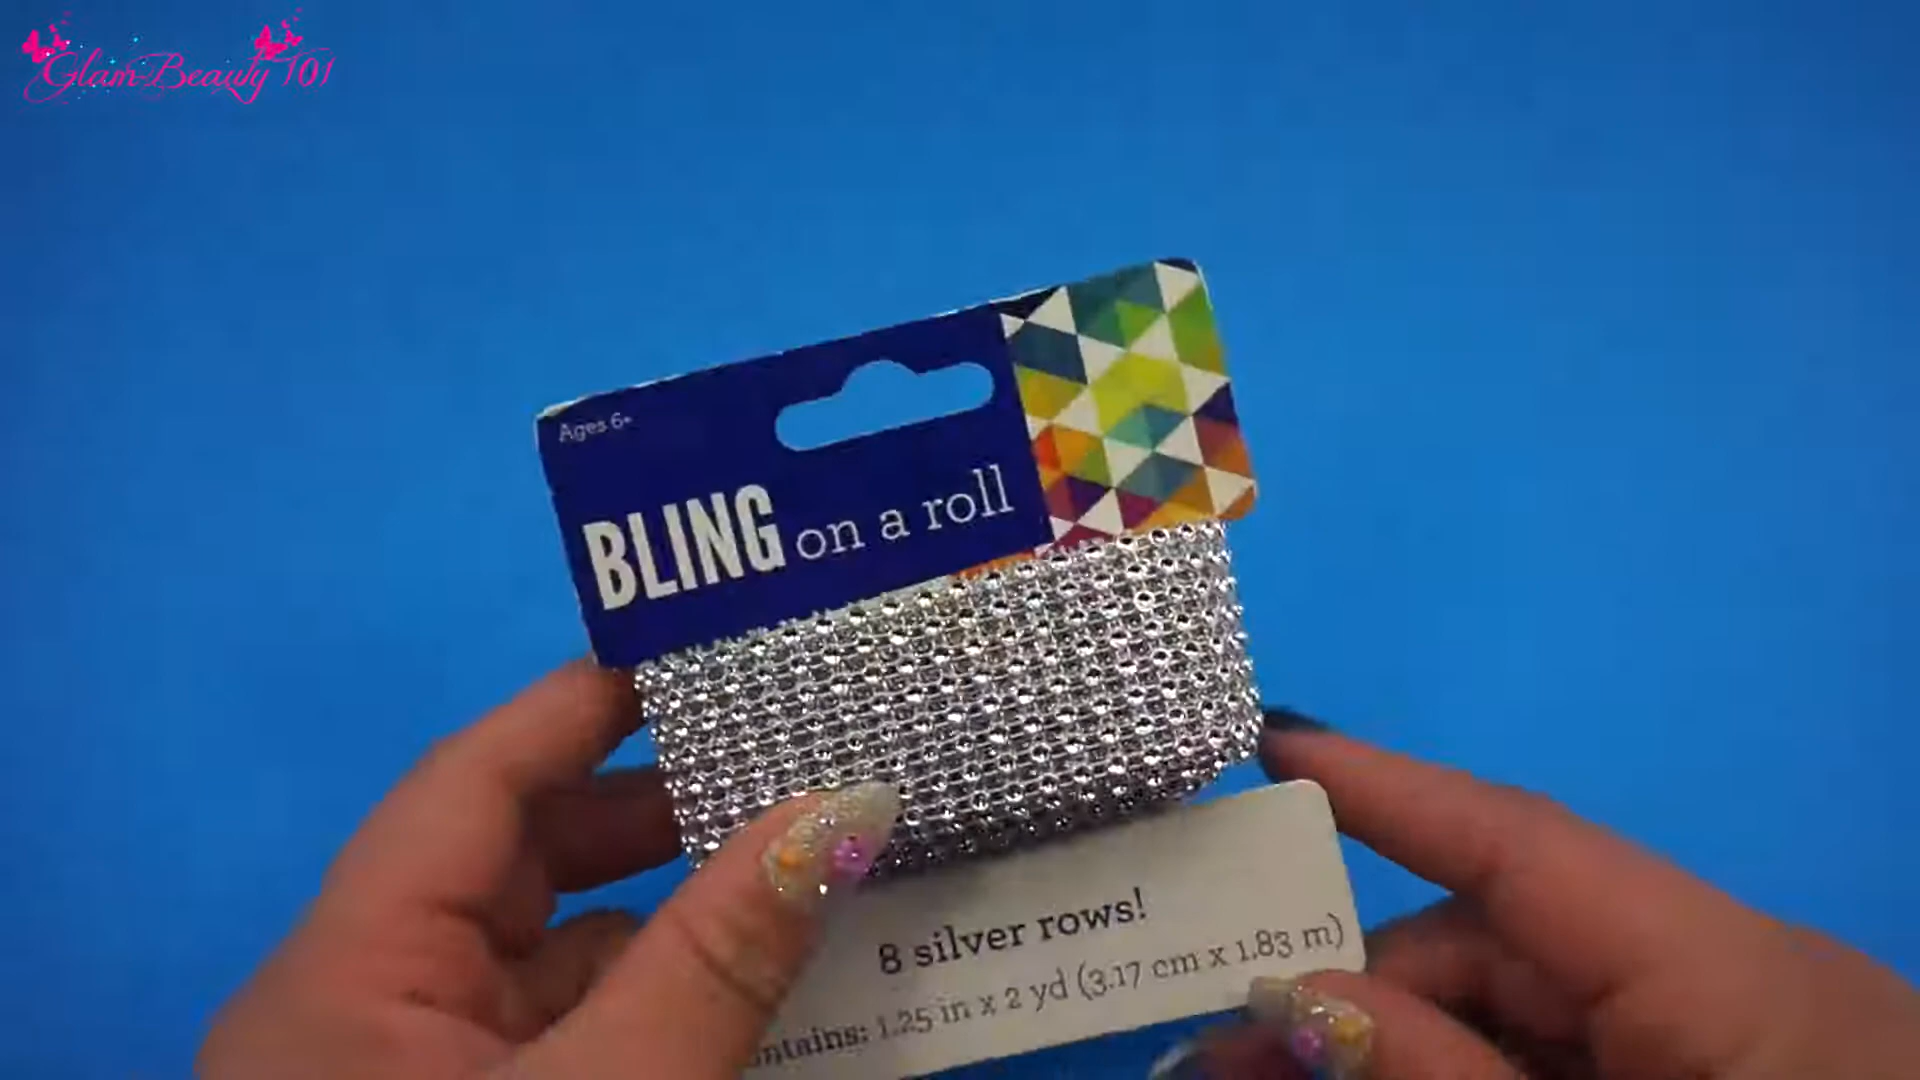 Glam Beauty 101
Ages 6+
BLING on a roll
8 silver rows!
ntains: 1.25 in x 2 yd (3.17 cm x 1.83 m)